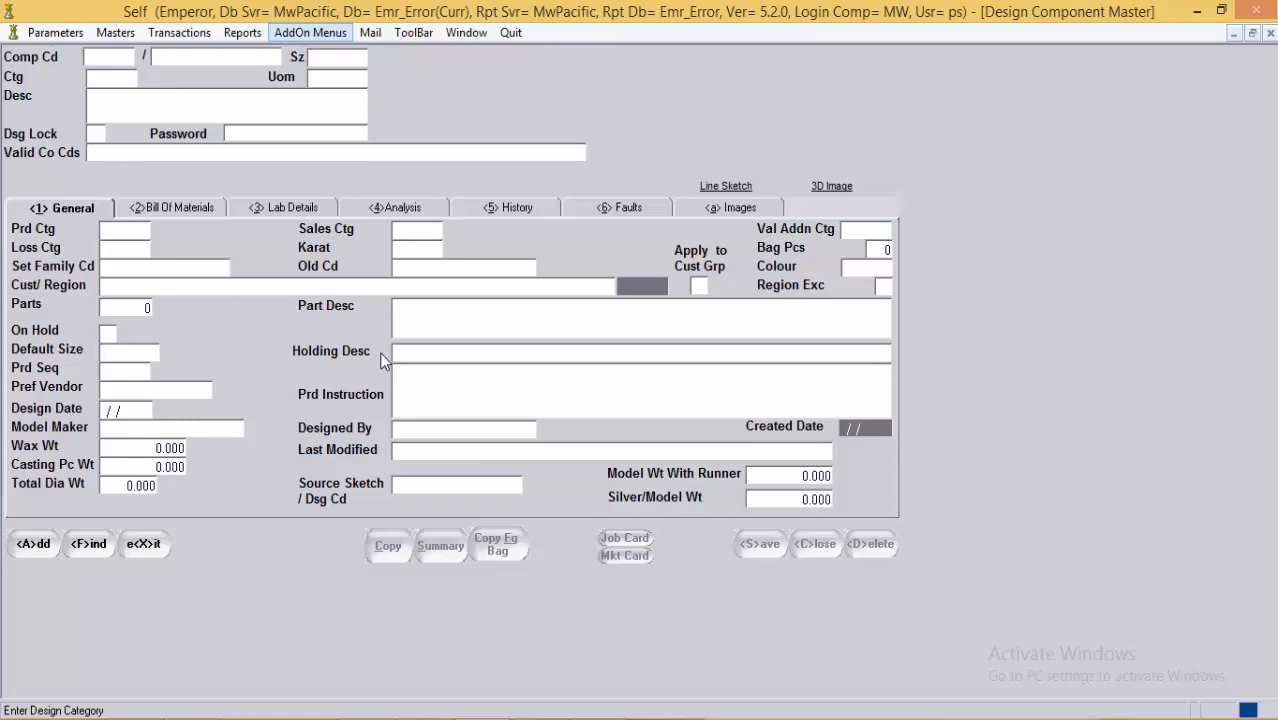 Self (Emperor, Db Svr= MwPacific, Db= Emr_Error(Curr), Rpt Svr= MwPacific, Rpt Db= Emr_Error, Ver= 5.2.0, Login Comp= MW, Usr= ps) - [Design Component Master]
Parameters Masters Transactions Reports AddOn Menus Mail ToolBar Window Quit
Comp Cd / Sz
Ctg Uom
Desc
Dsg Lock Password
Valid Co Cds
Line Sketch 3D Image
<1> General <2>Bill Of Materials <3> Lab Details <4>Analysis <5> History <6> Faults <a> Images
Prd Ctg Sales Ctg Val Addn Ctg
Loss Ctg Karat Apply to Cust Grp Bag Pcs 0
Set Family Cd Old Cd Colour
Cust/ Region Region Exc
Parts 0 Part Desc
On Hold
Default Size Holding Desc
Prd Seq
Pref Vendor Prd Instruction
Design Date / /
Model Maker Designed By Created Date / /
Wax Wt 0.000 Last Modified
Casting Pc Wt 0.000 Model Wt With Runner 0.000
Total Dia Wt 0.000 Source Sketch / Dsg Cd Silver/Model Wt 0.000
<A>dd <F>ind e<X>it Copy Summary Copy Fg Bag Job Card Mkt Card <S>ave <C>lose <D>elete
Activate Windows
Go to PC settings to activate Windows.
Enter Design Category